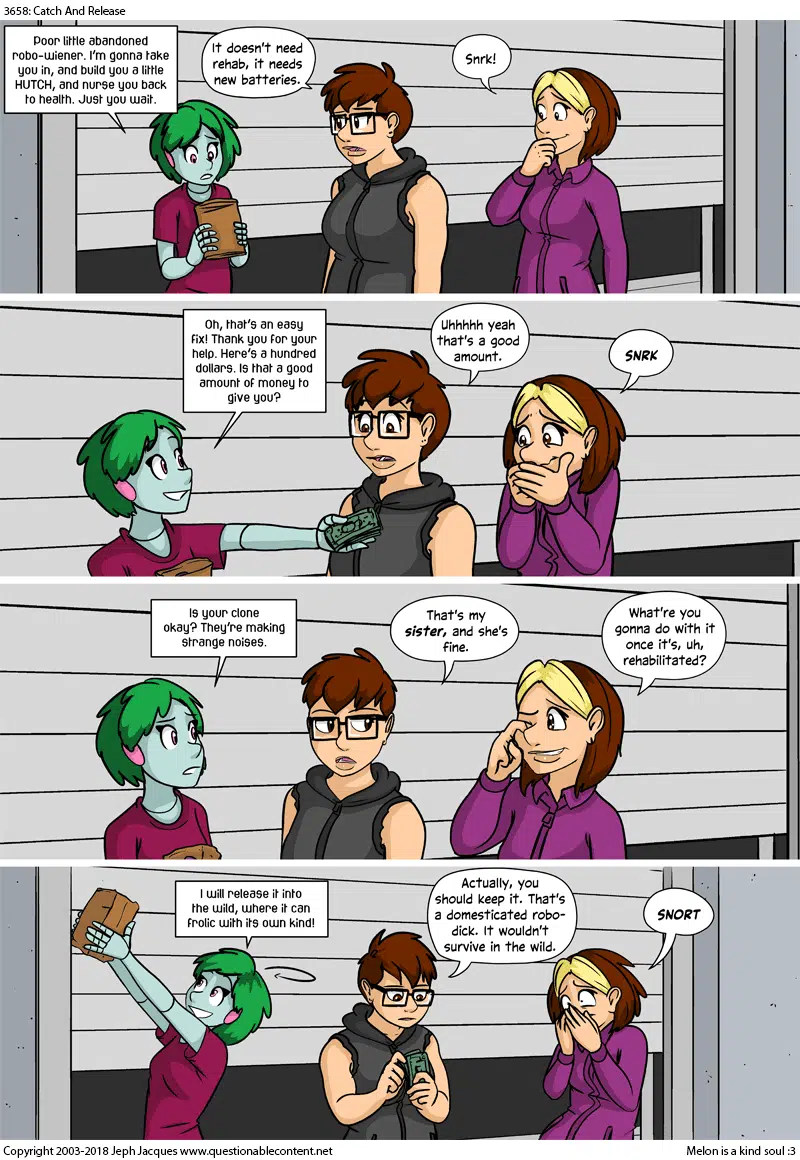 3658: Catch And Release
Poor little abandoned
robo-wiener. I'm gonna take
you in, and build you a little
HUTCH, and nurse you back
to health. Just you wait.
It doesn't need
rehab, it needs
new batteries.
Snrk!
Oh, that's an easy
fix! Thank you for your
help. Here's a hundred
dollars. Is that a good
amount of money to
give you?
Uhhhhh yeah
that's a good
amount.
SNRK
Is your clone
okay? They're making
strange noises.
That's my
sister, and she's
fine.
What're you
gonna do with it
once it's, uh,
rehabilitated?
I will release it into
the wild, where it can
frolic with its own kind!
Actually, you
should keep it. That's
a domesticated robo-
dick. It wouldn't
survive in the wild.
SNORT
Copyright 2003-2018 Jeph Jacques www.questionablecontent.net
Melon is a kind soul :3